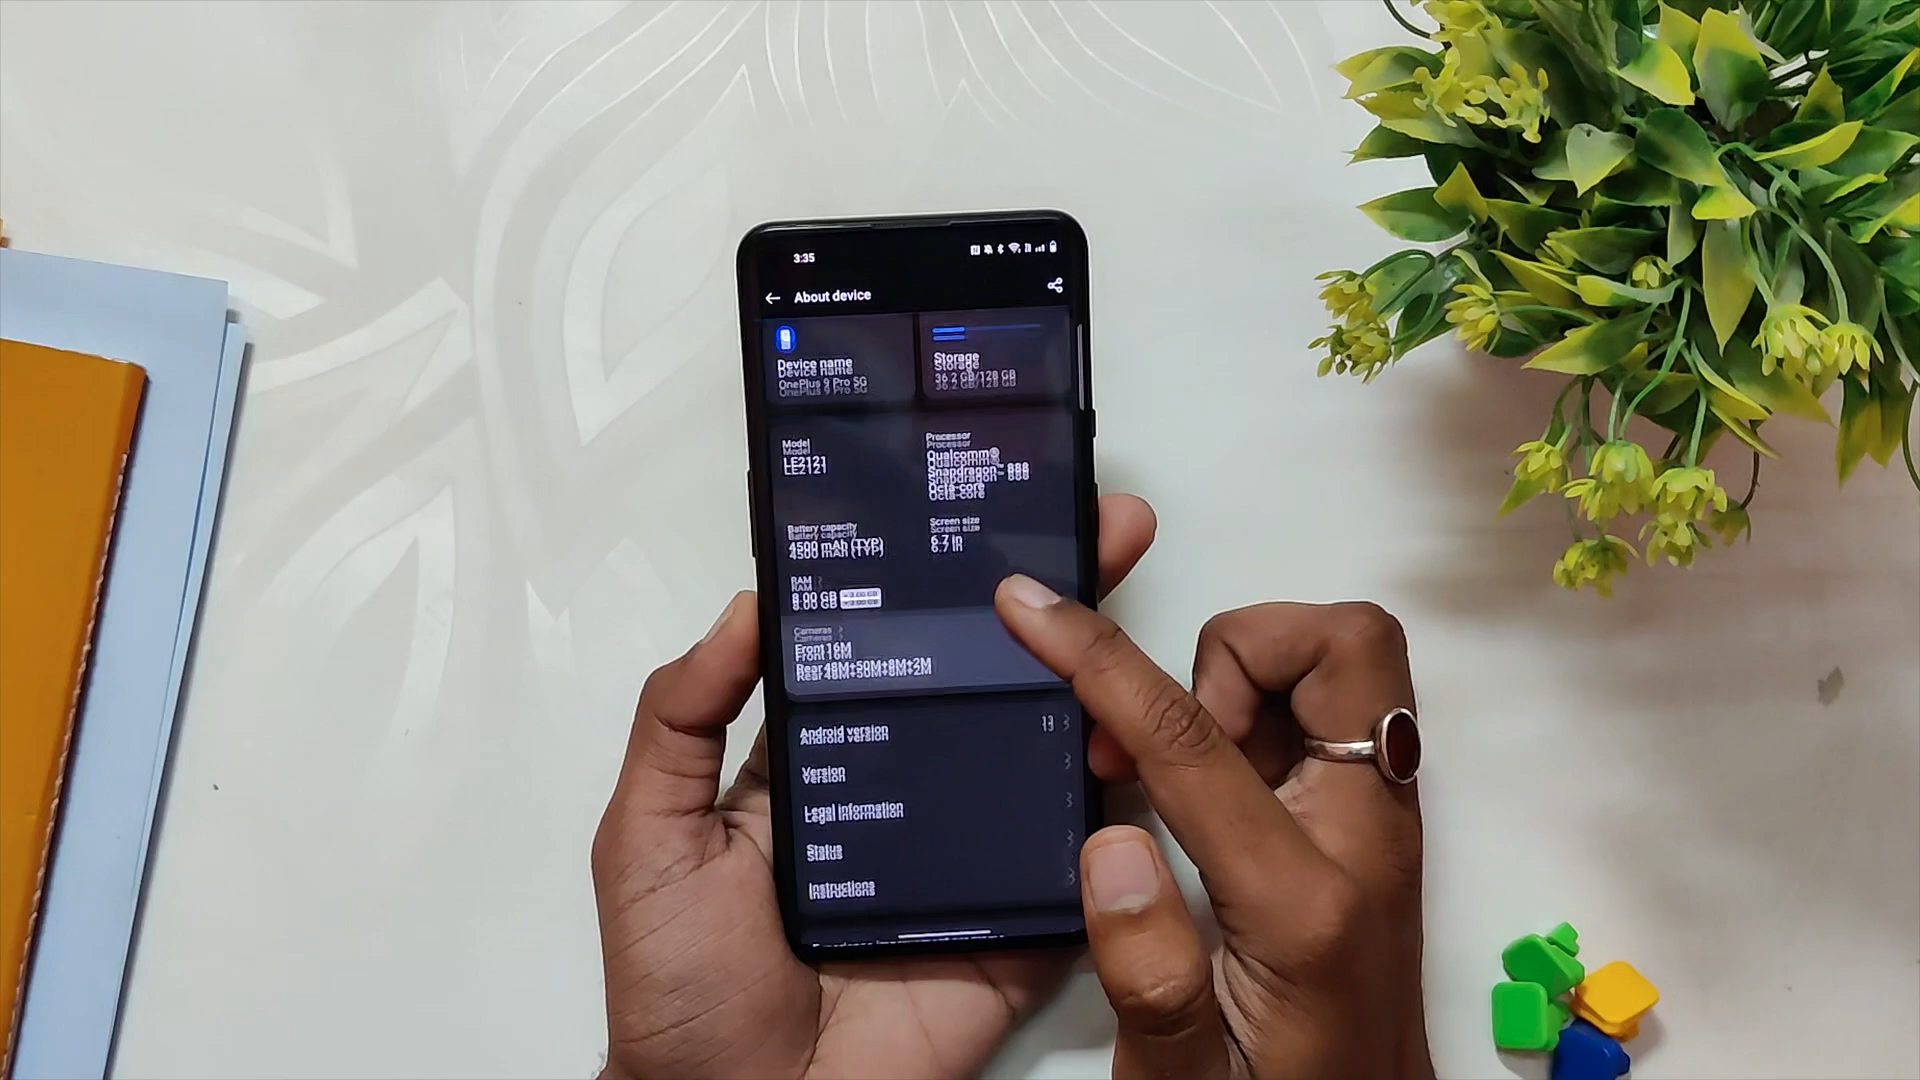 3:35
About device
Device name
OnePlus 9 Pro 5G
Storage
36.2 GB/128 GB
Model
LE2121
Processor
Qualcomm®
Snapdragon™ 888
Octa-core
Battery capacity
4500 mAh (TYP)
Screen size
6.7 in
RAM
8.00 GB
Cameras
Front 16M
Rear 48M+50M+8M+2M
Android version
13
Version
Legal information
Status
Instructions